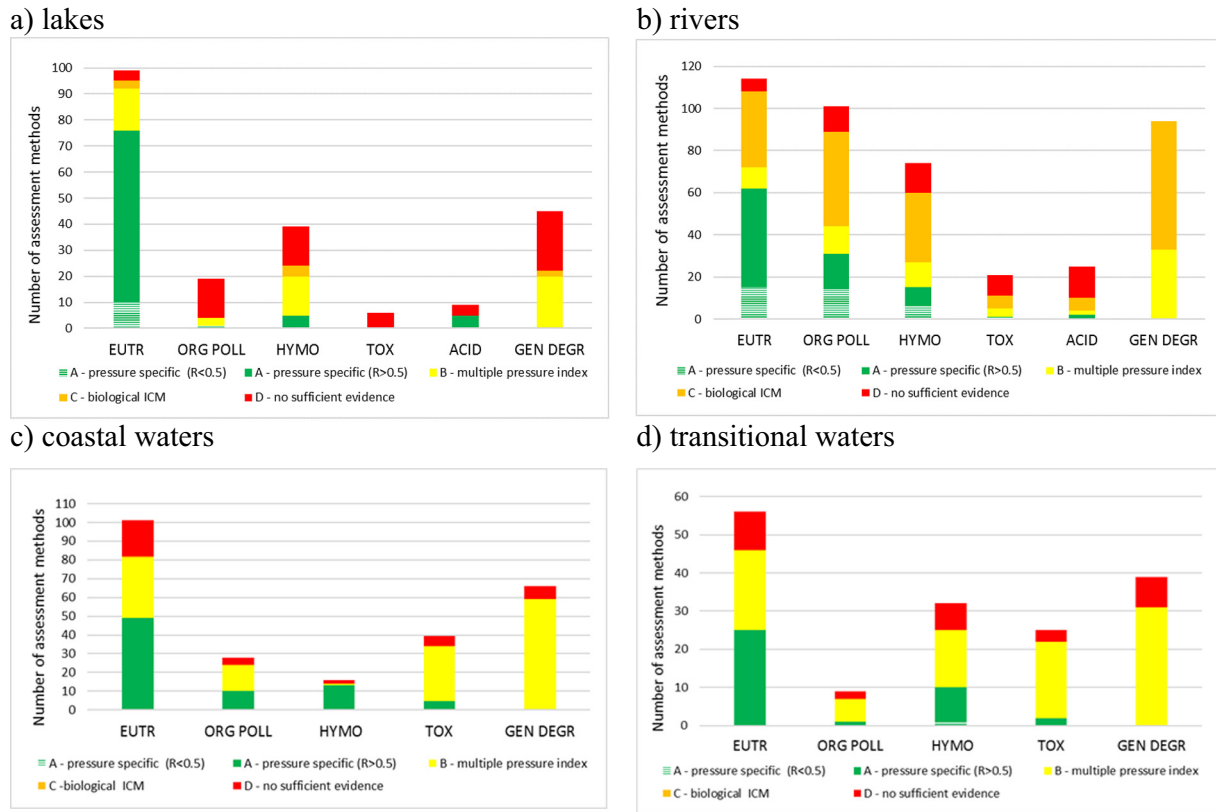 a) lakes
Number of assessment methods
100
90
80
70
60
50
40
30
20
10
0
EUTR ORG POLL HYMO TOX ACID GEN DEGR
A - pressure specific (R<0.5) A - pressure specific (R>0.5) B - multiple pressure index
C - biological ICM D - no sufficient evidence
b) rivers
Number of assessment methods
120
100
80
60
40
20
0
EUTR ORG POLL HYMO TOX ACID GEN DEGR
A - pressure specific (R<0.5) A - pressure specific (R>0.5) B - multiple pressure index
C - biological ICM D - no sufficient evidence
c) coastal waters
Number of assessment methods
110
100
90
80
70
60
50
40
30
20
10
0
EUTR ORG POLL HYMO TOX GEN DEGR
A - pressure specific (R<0.5) A - pressure specific (R>0.5) B - multiple pressure index
C -biological ICM D - no sufficient evidence
d) transitional waters
Number of assessment methods
60
50
40
30
20
10
0
EUTR ORG POLL HYMO TOX GEN DEGR
A - pressure specific (R<0.5) A - pressure specific (R>0.5) B - multiple pressure index
C - biological ICM D - no sufficient evidence